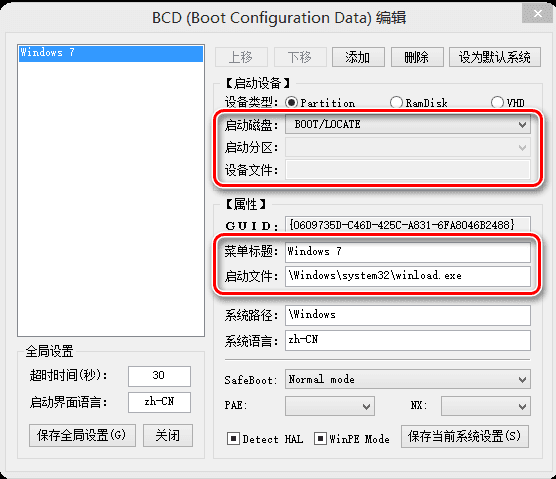 BCD (Boot Configuration Data) 编辑
Windows 7
上移 下移 添加 删除 设为默认系统
【启动设备】
设备类型: Partition RamDisk VHD
启动磁盘: BOOT/LOCATE
启动分区:
设备文件:
【属性】
GUID: {0609735D-C46D-425C-A831-6FA8046B2488}
菜单标题: Windows 7
启动文件: \Windows\system32\winload.exe
系统路径: \Windows
系统语言: zh-CN
全局设置
超时时间(秒): 30
启动界面语言: zh-CN
保存全局设置(G) 关闭
SafeBoot: Normal mode
PAE: NX:
Detect HAL WinPE Mode 保存当前系统设置(S)